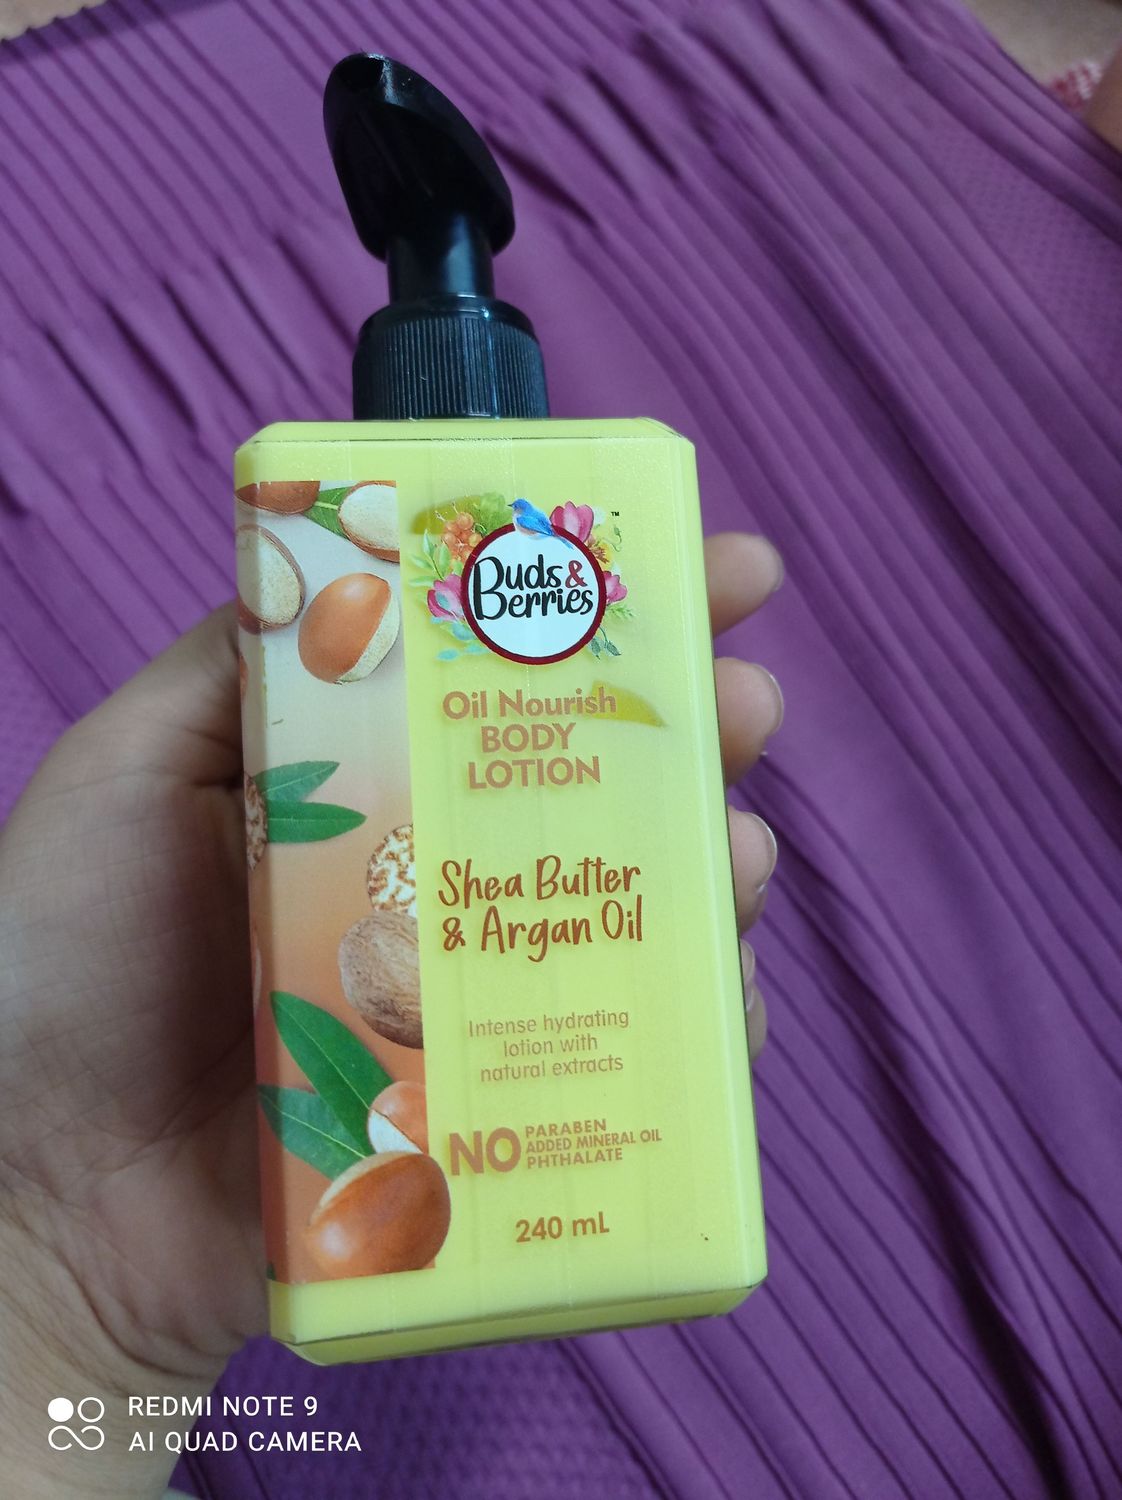 Buds &
Berries
™
Oil Nourish
BODY
LOTION
Shea Butter
& Argan Oil
Intense hydrating
lotion with
natural extracts
NO PARABEN
ADDED MINERAL OIL
PHTHALATE
240 mL
REDMI NOTE 9
AI QUAD CAMERA